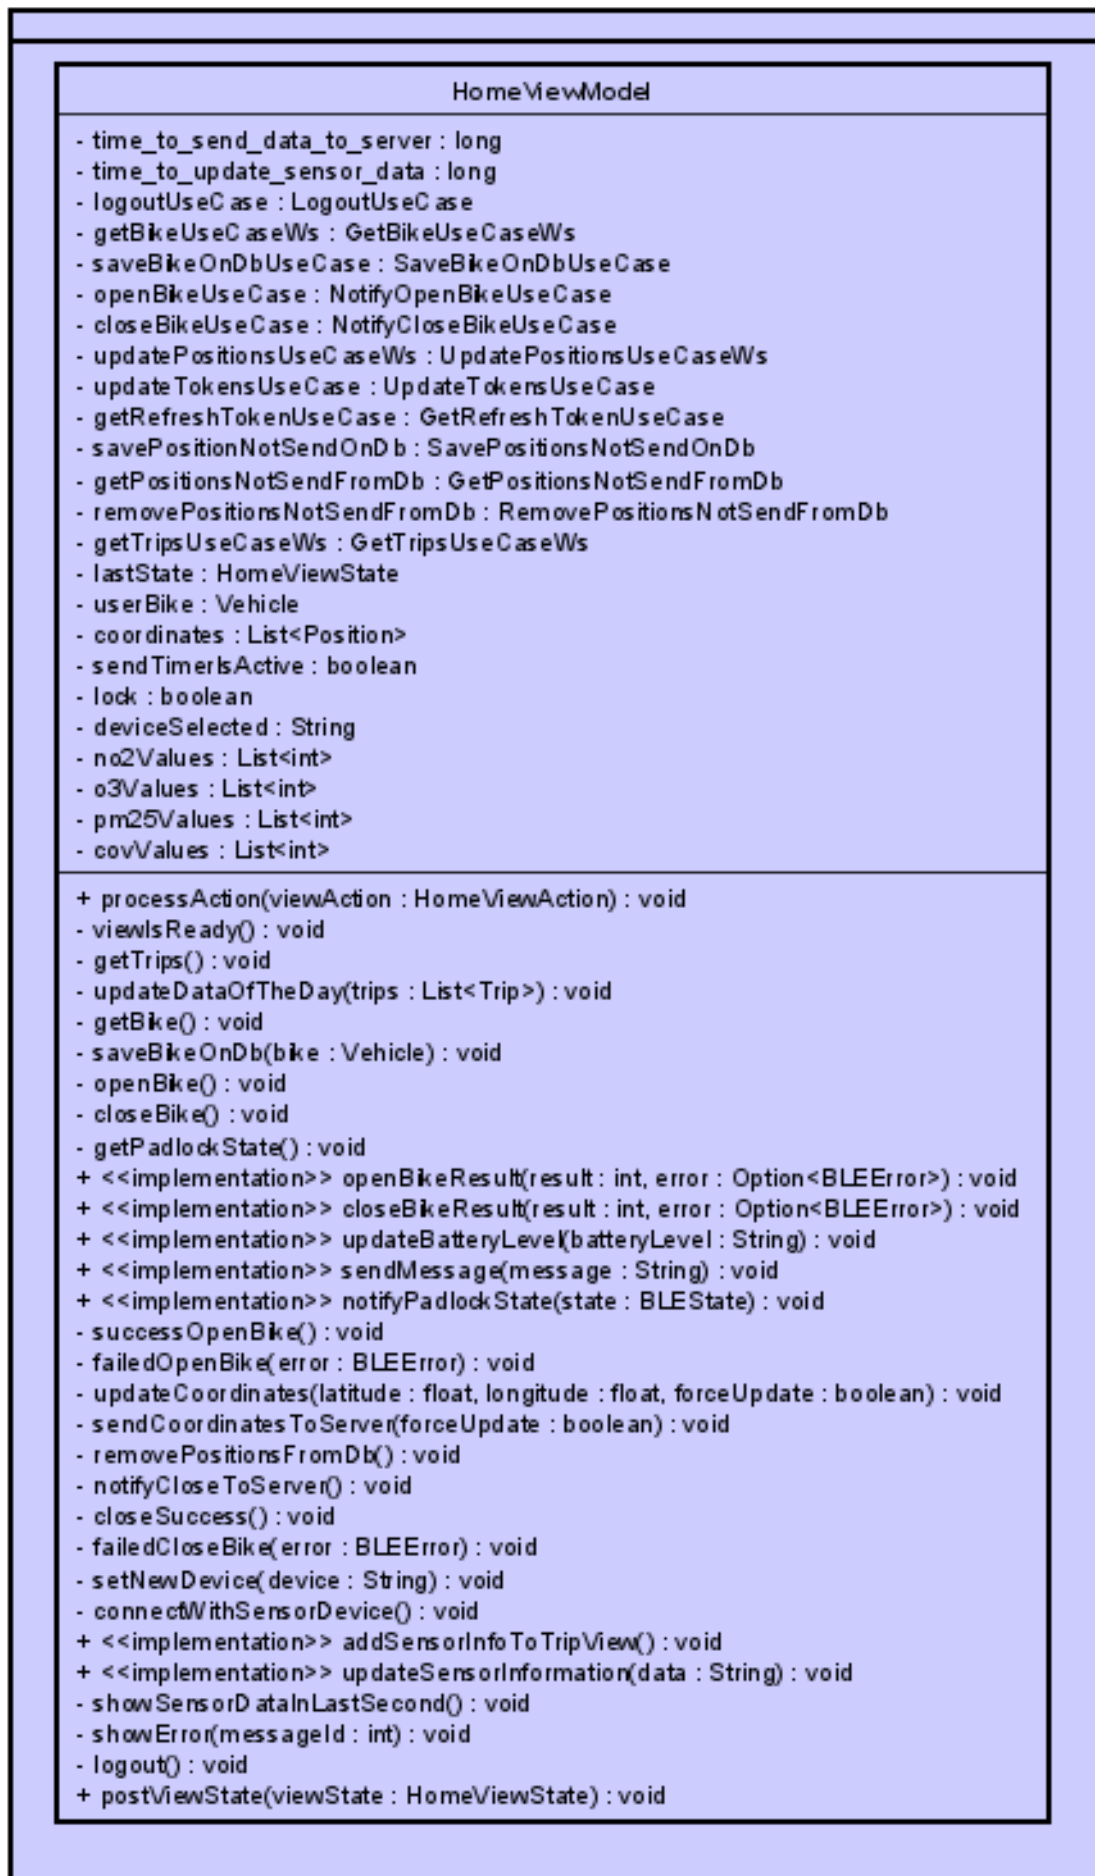 HomeViewModel
- time_to_send_data_to_server : long
- time_to_update_sensor_data : long
- logoutUseCase : LogoutUseCase
- getBikeUseCaseWs : GetBikeUseCaseWs
- saveBikeOnDbUseCase : SaveBikeOnDbUseCase
- openBikeUseCase : NotifyOpenBikeUseCase
- closeBikeUseCase : NotifyCloseBikeUseCase
- updatePositionsUseCaseWs : UpdatePositionsUseCaseWs
- updateTokensUseCase : UpdateTokensUseCase
- getRefreshTokenUseCase : GetRefreshTokenUseCase
- savePositionNotSendOnDb : SavePositionsNotSendOnDb
- getPositionsNotSendFromDb : GetPositionsNotSendFromDb
- removePositionsNotSendFromDb : RemovePositionsNotSendFromDb
- getTripsUseCaseWs : GetTripsUseCaseWs
- lastState : HomeViewState
- userBike : Vehicle
- coordinates : List<Position>
- sendTimerIsActive : boolean
- lock : boolean
- deviceSelected : String
- no2Values : List<int>
- o3Values : List<int>
- pm25Values : List<int>
- covValues : List<int>
+ processAction(viewAction : HomeViewAction) : void
- viewIsReady() : void
- getTrips() : void
- updateDataOfTheDay(trips : List<Trip>) : void
- getBike() : void
- saveBikeOnDb(bike : Vehicle) : void
- openBike() : void
- closeBike() : void
- getPadlockState() : void
+ <<implementation>> openBikeResult(result : int, error : Option<BLEError>) : void
+ <<implementation>> closeBikeResult(result : int, error : Option<BLEError>) : void
+ <<implementation>> updateBatteryLevel(batteryLevel : String) : void
+ <<implementation>> sendMessage(message : String) : void
+ <<implementation>> notifyPadlockState(state : BLEState) : void
- successOpenBike() : void
- failedOpenBike(error : BLEError) : void
- updateCoordinates(latitude : float, longitude : float, forceUpdate : boolean) : void
- sendCoordinatesToServer(forceUpdate : boolean) : void
- removePositionsFromDb() : void
- notifyCloseToServer() : void
- closeSuccess() : void
- failedCloseBike(error : BLEError) : void
- setNewDevice(device : String) : void
- connectWithSensorDevice() : void
+ <<implementation>> addSensorInfoToTripView() : void
+ <<implementation>> updateSensorInformation(data : String) : void
- showSensorDataInLastSecond() : void
- showError(messageId : int) : void
- logout() : void
+ postViewState(viewState : HomeViewState) : void